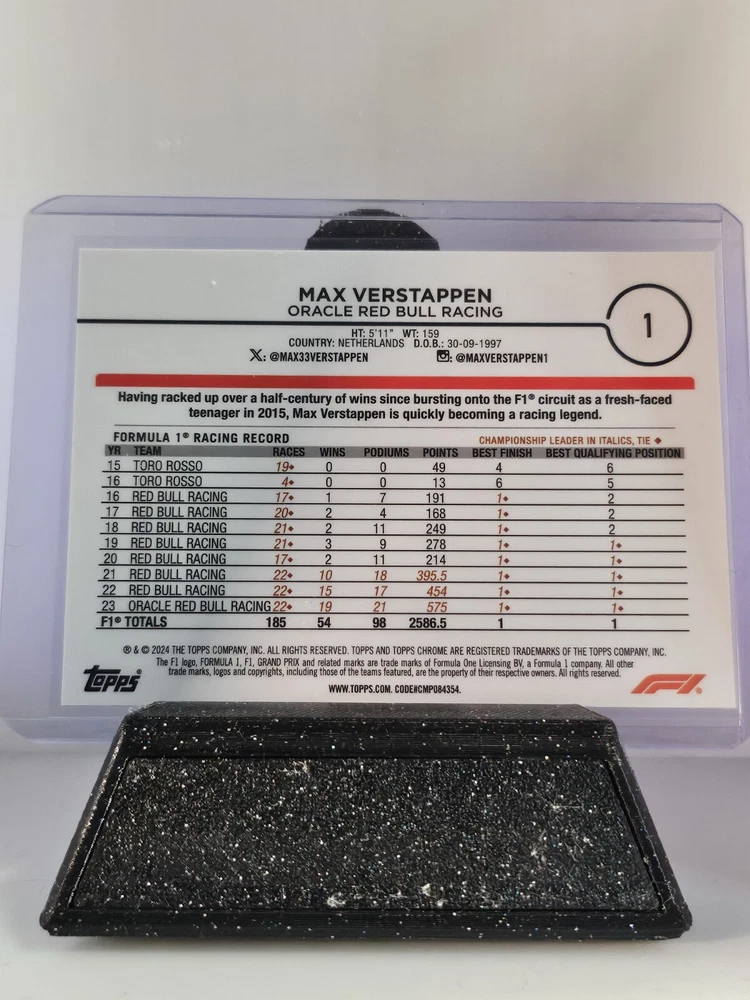 MAX VERSTAPPEN
ORACLE RED BULL RACING
1
HT: 5'11" WT: 159
COUNTRY: NETHERLANDS D.O.B.: 30-09-1997
X: @MAX33VERSTAPPEN : @MAXVERSTAPPEN1
Having racked up over a half-century of wins since bursting onto the F1® circuit as a fresh-faced
teenager in 2015, Max Verstappen is quickly becoming a racing legend.
FORMULA 1® RACING RECORD CHAMPIONSHIP LEADER IN ITALICS, TIE ◆
YR TEAM RACES WINS PODIUMS POINTS BEST FINISH BEST QUALIFYING POSITION
15 TORO ROSSO 19◆ 0 0 49 4 6
16 TORO ROSSO 4◆ 0 0 13 6 5
16 RED BULL RACING 17◆ 1 7 191 1◆ 2
17 RED BULL RACING 20◆ 2 4 168 1◆ 2
18 RED BULL RACING 21◆ 2 11 249 1◆ 2
19 RED BULL RACING 21◆ 3 9 278 1◆ 1◆
20 RED BULL RACING 17◆ 2 11 214 1◆ 1◆
21 RED BULL RACING 22◆ 10 18 395.5 1◆ 1◆
22 RED BULL RACING 22◆ 15 17 454 1◆ 1◆
23 ORACLE RED BULL RACING 22◆ 19 21 575 1◆ 1◆
F1® TOTALS 185 54 98 2586.5 1 1
® & © 2024 THE TOPPS COMPANY, INC. ALL RIGHTS RESERVED. TOPPS AND TOPPS CHROME ARE REGISTERED TRADEMARKS OF THE TOPPS COMPANY, INC.
The F1 logo, FORMULA 1, F1, GRAND PRIX and related marks are trade marks of Formula One Licensing BV, a Formula 1 company. All other
trade marks, logos and copyrights, including those of the teams featured, are the property of their respective owners. All rights reserved.
TOPPS WWW.TOPPS.COM. CODE#CMP084354. F1®